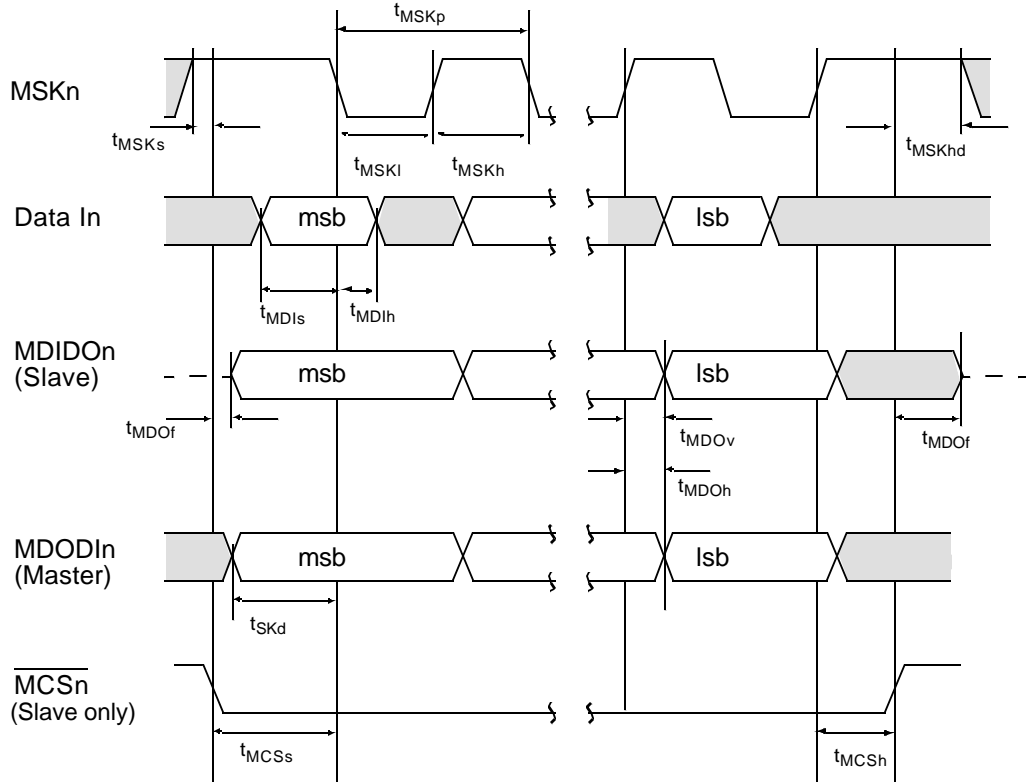 tMSKp
MSKn
tMSKs
tMSKl
tMSKh
tMSKhd
Data In
msb
lsb
tMDIs
tMDIh
MDIDOn
(Slave)
msb
lsb
tMDOf
tMDOv
tMDOf
tMDOh
MDODIn
(Master)
msb
lsb
tSKd
MCSn
(Slave only)
tMCSs
tMCSh